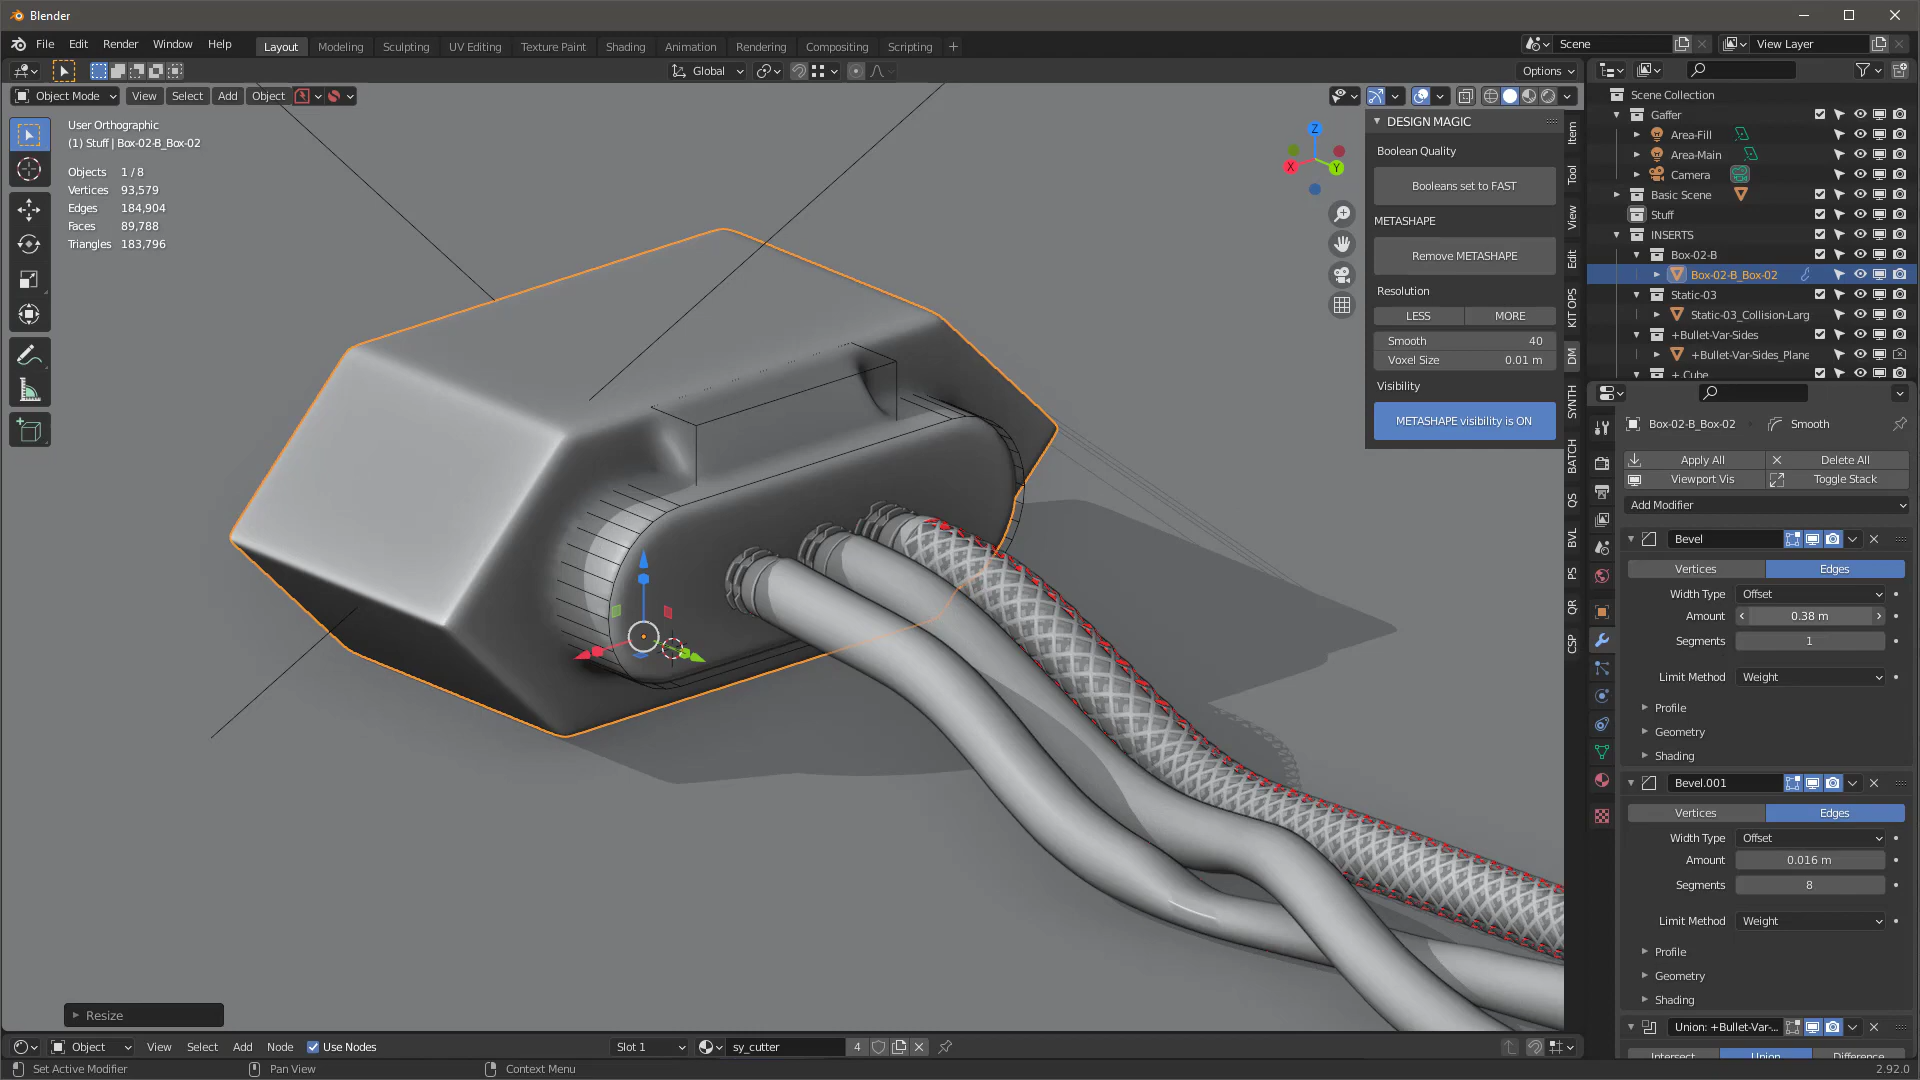 Blender
File Edit Render Window Help
Layout Modeling Sculpting UV Editing Texture Paint Shading Animation Rendering Compositing Scripting +
Scene View Layer
Global Options
Object Mode View Select Add Object
User Orthographic
(1) Stuff | Box-02-B_Box-02
Objects 1/8
Vertices 93,579
Edges 184,904
Faces 89,788
Triangles 183,796
Z
X
Y
DESIGN MAGIC
Boolean Quality
Booleans set to FAST
METASHAPE
Remove METASHAPE
Resolution
LESS MORE
Smooth 40
Voxel Size 0.01 m
Visibility
METASHAPE visibility is ON
Item
Tool
View
Edit
KIT OPS
DM
SYNTH
BATCH
QS
BVL
PS
QR
CSP
Scene Collection
Gaffer
Area-Fill
Area-Main
Camera
Basic Scene
Stuff
INSERTS
Box-02-B
Box-02-B_Box-02
Static-03
Static-03_Collision-Larg
+Bullet-Var-Sides
+Bullet-Var-Sides_Plane
+ Cube
Box-02-B_Box-02 Smooth
Apply All Delete All
Viewport Vis Toggle Stack
Add Modifier
Bevel
Vertices Edges
Width Type Offset
Amount 0.38 m
Segments 1
Limit Method Weight
Profile
Geometry
Shading
Bevel.001
Vertices Edges
Width Type Offset
Amount 0.016 m
Segments 8
Limit Method Weight
Profile
Geometry
Shading
Union: +Bullet-Var-...
Intersect Union Difference
Resize
Object View Select Add Node Use Nodes Slot 1 sy_cutter 4
Set Active Modifier Pan View Context Menu 2.92.0